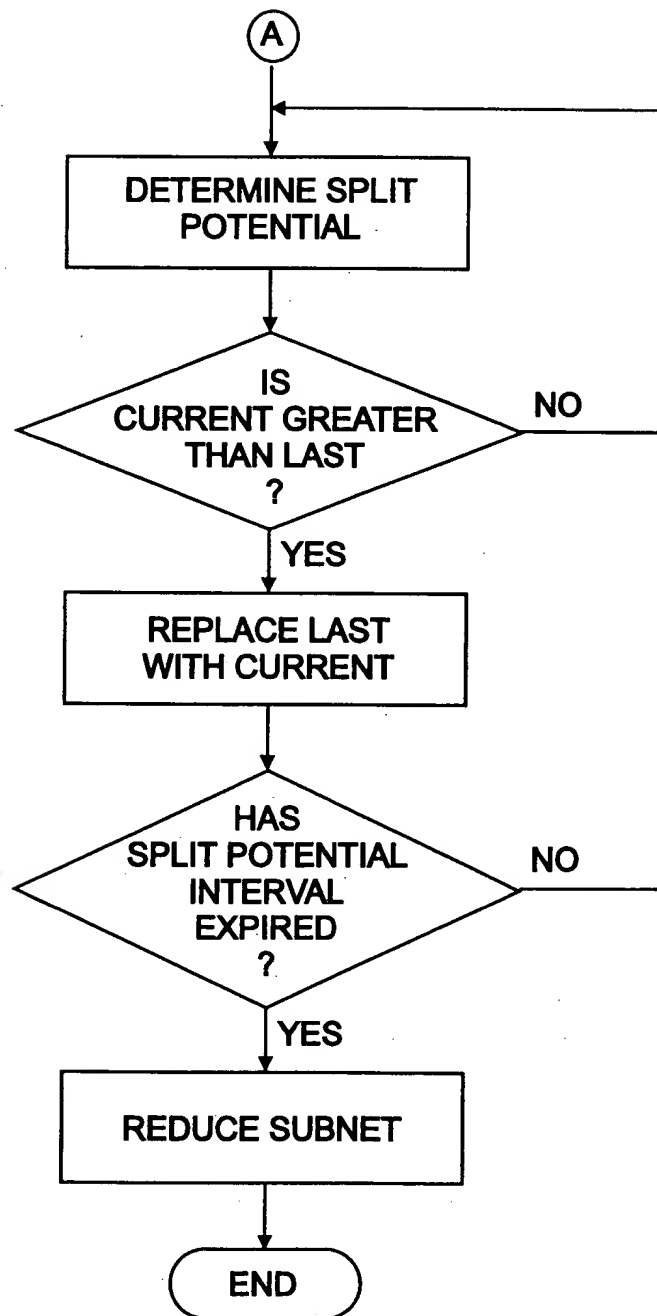 A
DETERMINE SPLIT
POTENTIAL
IS
CURRENT GREATER
THAN LAST
?
NO
YES
REPLACE LAST
WITH CURRENT
HAS
SPLIT POTENTIAL
INTERVAL
EXPIRED
?
NO
YES
REDUCE SUBNET
END